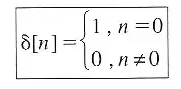 δ[n] = {1 , n = 0
0 , n ≠ 0